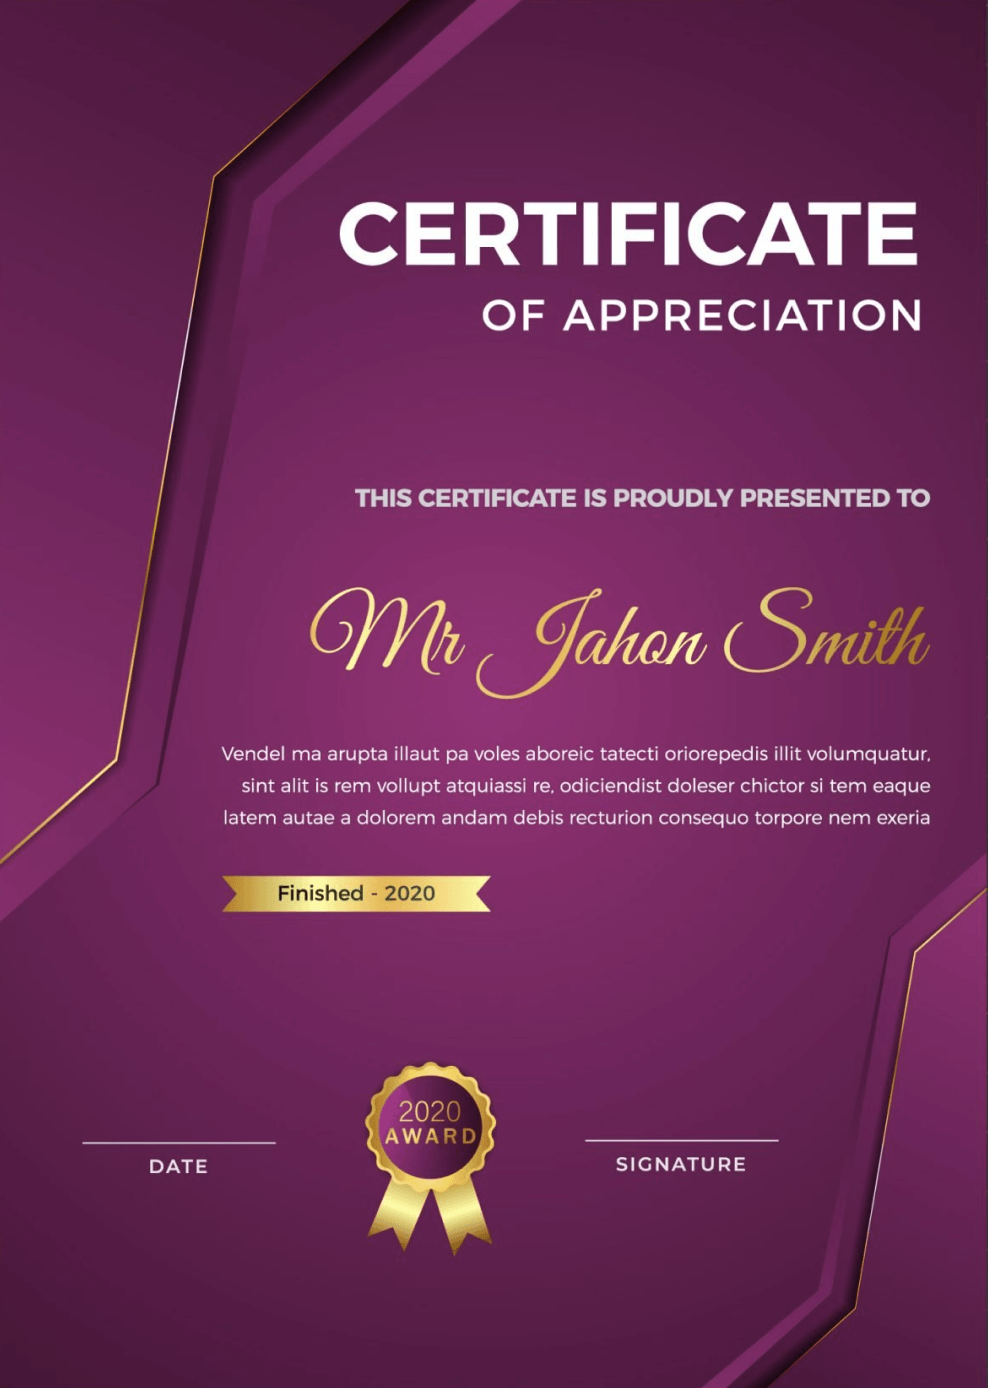 CERTIFICATE
OF APPRECIATION
THIS CERTIFICATE IS PROUDLY PRESENTED TO
Mr Jahon Smith
Vendel ma arupta illaut pa voles aboreic tatecti oriorepedis illit volumquatur,
sint alit is rem vollupt atquiassi re, odiciendist doleser chictor si tem eaque
latem autae a dolorem andam debis recturion consequo torpore nem exeria
Finished - 2020
2020
AWARD
DATE
SIGNATURE